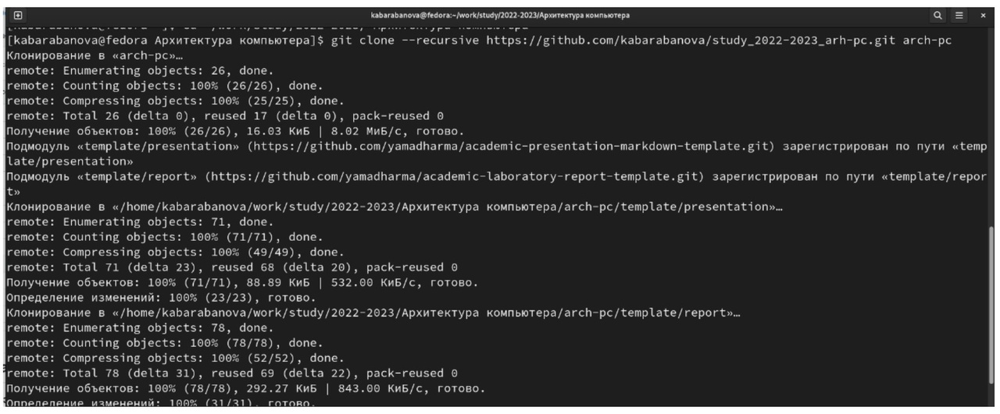 kabarabanova@fedora:~/work/study/2022-2023/Архитектура компьютера
[kabarabanova@fedora Архитектура компьютера]$ git clone --recursive https://github.com/kabarabanova/study_2022-2023_arh-pc.git arch-pc
Клонирование в «arch-pc»…
remote: Enumerating objects: 26, done.
remote: Counting objects: 100% (26/26), done.
remote: Compressing objects: 100% (25/25), done.
remote: Total 26 (delta 0), reused 17 (delta 0), pack-reused 0
Получение объектов: 100% (26/26), 16.03 КиБ | 8.02 МиБ/с, готово.
Подмодуль «template/presentation» (https://github.com/yamadharma/academic-presentation-markdown-template.git) зарегистрирован по пути «temp
late/presentation»
Подмодуль «template/report» (https://github.com/yamadharma/academic-laboratory-report-template.git) зарегистрирован по пути «template/repor
t»
Клонирование в «/home/kabarabanova/work/study/2022-2023/Архитектура компьютера/arch-pc/template/presentation»…
remote: Enumerating objects: 71, done.
remote: Counting objects: 100% (71/71), done.
remote: Compressing objects: 100% (49/49), done.
remote: Total 71 (delta 23), reused 68 (delta 20), pack-reused 0
Получение объектов: 100% (71/71), 88.89 КиБ | 532.00 КиБ/с, готово.
Определение изменений: 100% (23/23), готово.
Клонирование в «/home/kabarabanova/work/study/2022-2023/Архитектура компьютера/arch-pc/template/report»…
remote: Enumerating objects: 78, done.
remote: Counting objects: 100% (78/78), done.
remote: Compressing objects: 100% (52/52), done.
remote: Total 78 (delta 31), reused 69 (delta 22), pack-reused 0
Получение объектов: 100% (78/78), 292.27 КиБ | 843.00 КиБ/с, готово.
Определение изменений: 100% (31/31), готово.